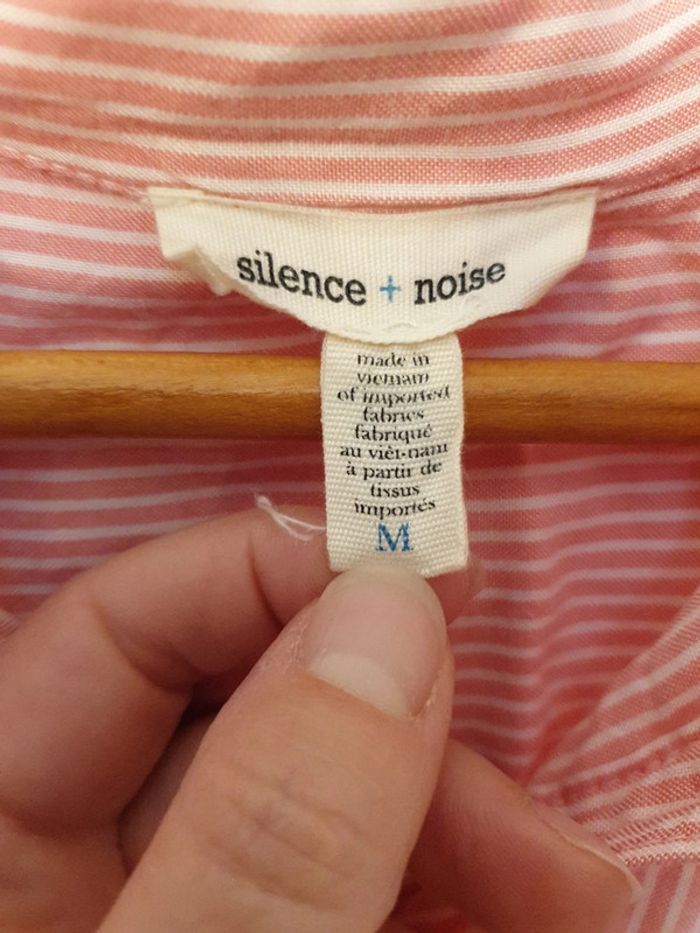 silence + noise
made in
vietnam
of imported
fabrics
fabriqué
au viêt-nam
à partir de
tissus
importés
M